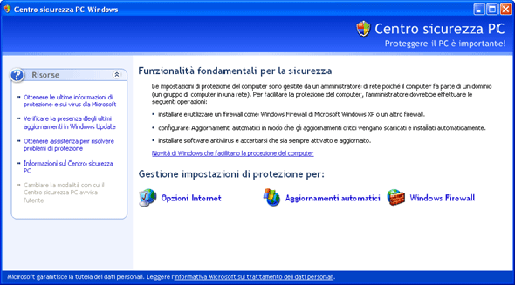 Centro sicurezza PC Windows
Centro sicurezza PC
Proteggere il PC è importante!
Risorse
Ottenere le ultime informazioni di
protezione e sui virus da Microsoft
Verificare la presenza degli ultimi
aggiornamenti in Windows Update
Ottenere assistenza per risolvere
problemi di protezione
Informazioni sul Centro sicurezza
PC
Cambiare la modalità con cui il
Centro sicurezza PC avvisa
l'utente
Funzionalità fondamentali per la sicurezza
Le impostazioni di protezione del computer sono gestite da un amministratore di rete poiché il computer fa parte di un dominio
(un gruppo di computer in una rete). Per facilitare la protezione del computer, l'amministratore dovrebbe effettuare le
seguenti operazioni:
• installare e utilizzare un firewall come Windows Firewall di Microsoft Windows XP o un altro firewall.
• configurare Aggiornamenti automatici in modo che gli aggiornamenti critici vengano scaricati e installati automaticamente.
• installare software antivirus e accertarsi che sia sempre attivato e aggiornato.
Novità di Windows che facilitano la protezione del computer
Gestione impostazioni di protezione per:
Opzioni Internet
Aggiornamenti automatici
Windows Firewall
Microsoft garantisce la tutela dei dati personali. Leggere l'informativa Microsoft sul trattamento dei dati personali.